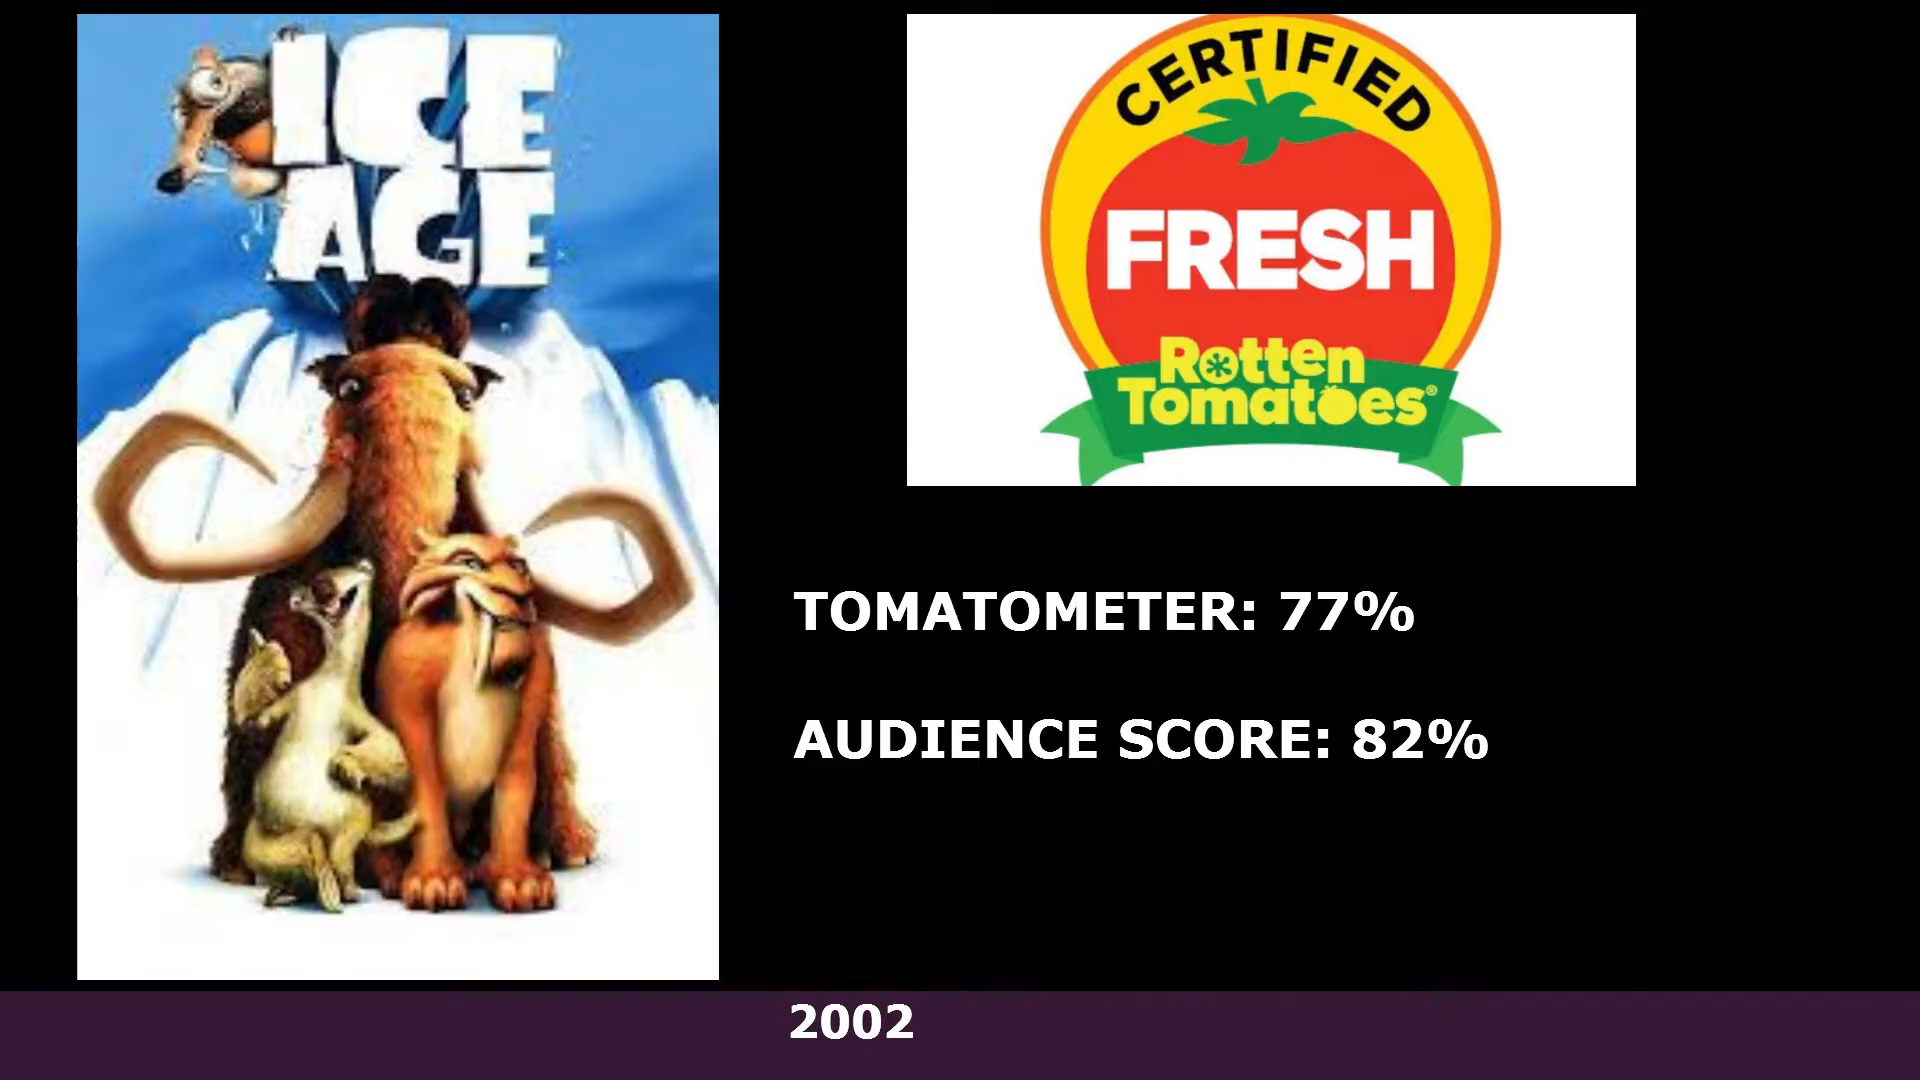 ICE
AGE
CERTIFIED
FRESH
Rotten
Tomatoes®
TOMATOMETER: 77%
AUDIENCE SCORE: 82%
2002